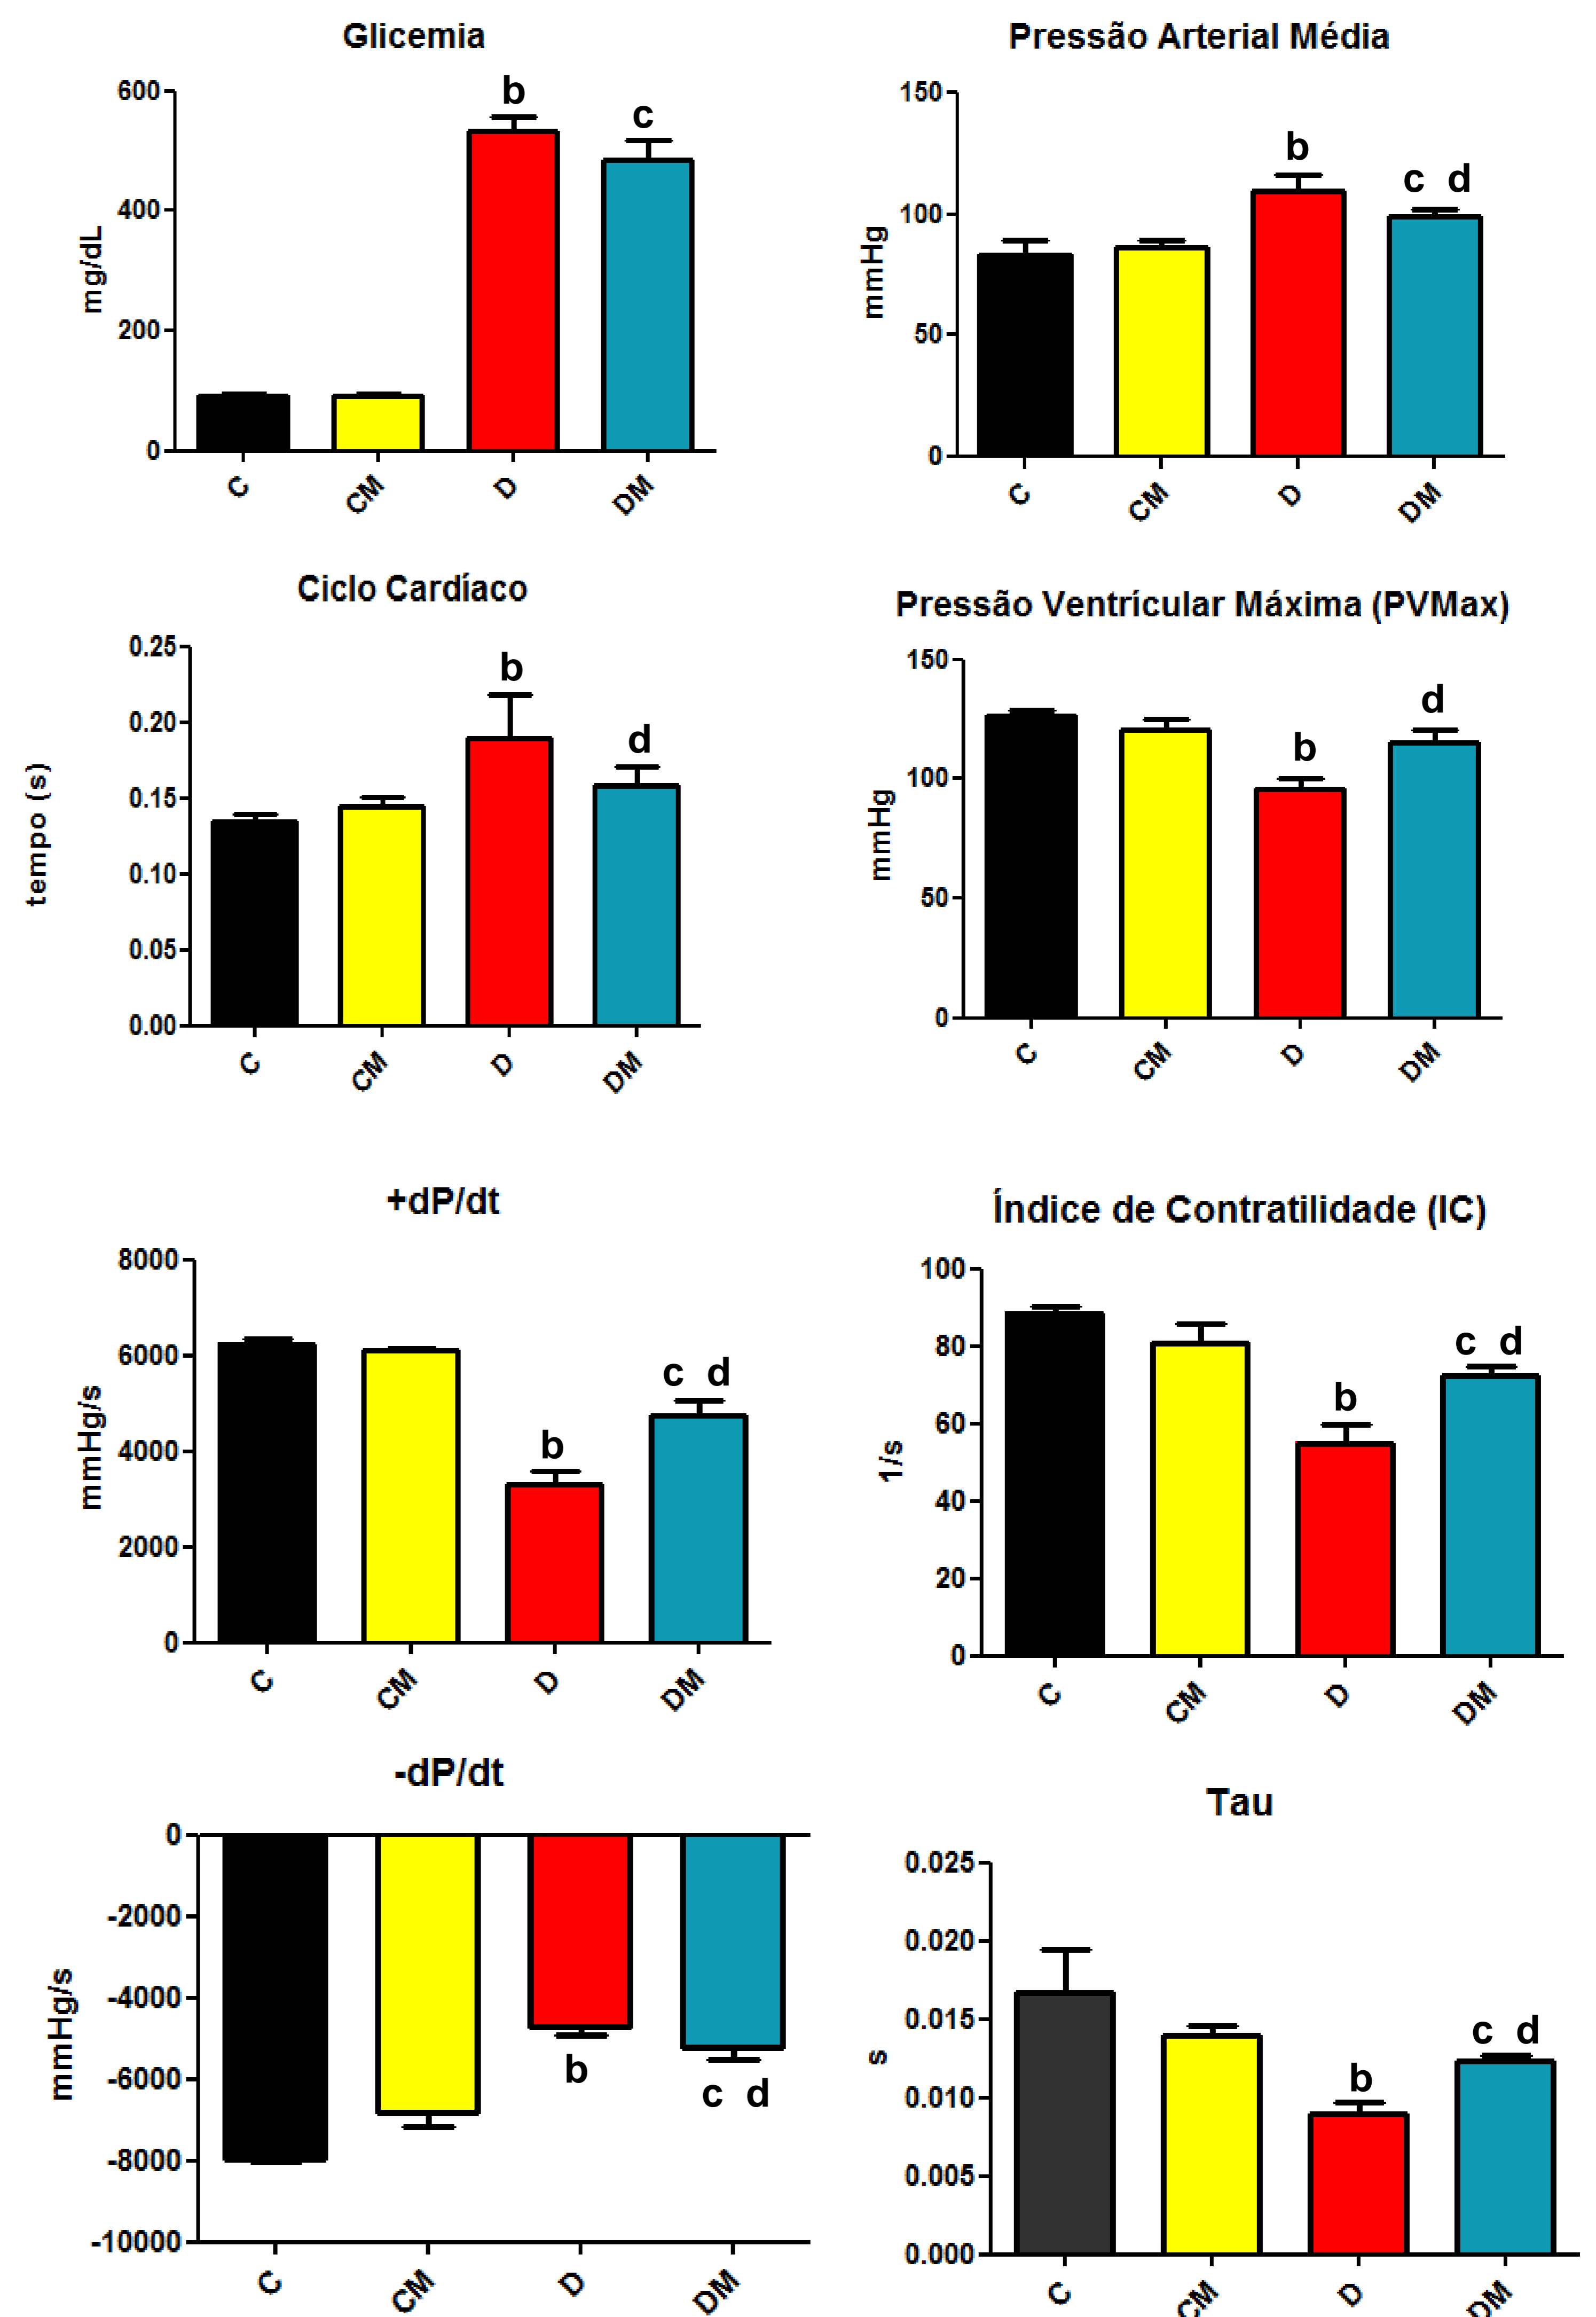 Glicemia
600
400
200
0
mg/dL
b
c
C
CM
D
DM
Pressão Arterial Média
150
100
50
0
mmHg
b
c d
C
CM
D
DM
Ciclo Cardíaco
0.25
0.20
0.15
0.10
0.05
0.00
tempo (s)
b
d
C
CM
D
DM
Pressão Ventrícular Máxima (PVMax)
150
100
50
0
mmHg
b
d
C
CM
D
DM
+dP/dt
8000
6000
4000
2000
0
mmHg/s
b
c d
C
CM
D
DM
Índice de Contratilidade (IC)
100
80
60
40
20
0
1/s
b
c d
C
CM
D
DM
-dP/dt
0
-2000
-4000
-6000
-8000
-10000
mmHg/s
b
c d
C
CM
D
DM
Tau
0.025
0.020
0.015
0.010
0.005
0.000
s
b
c d
C
CM
D
DM